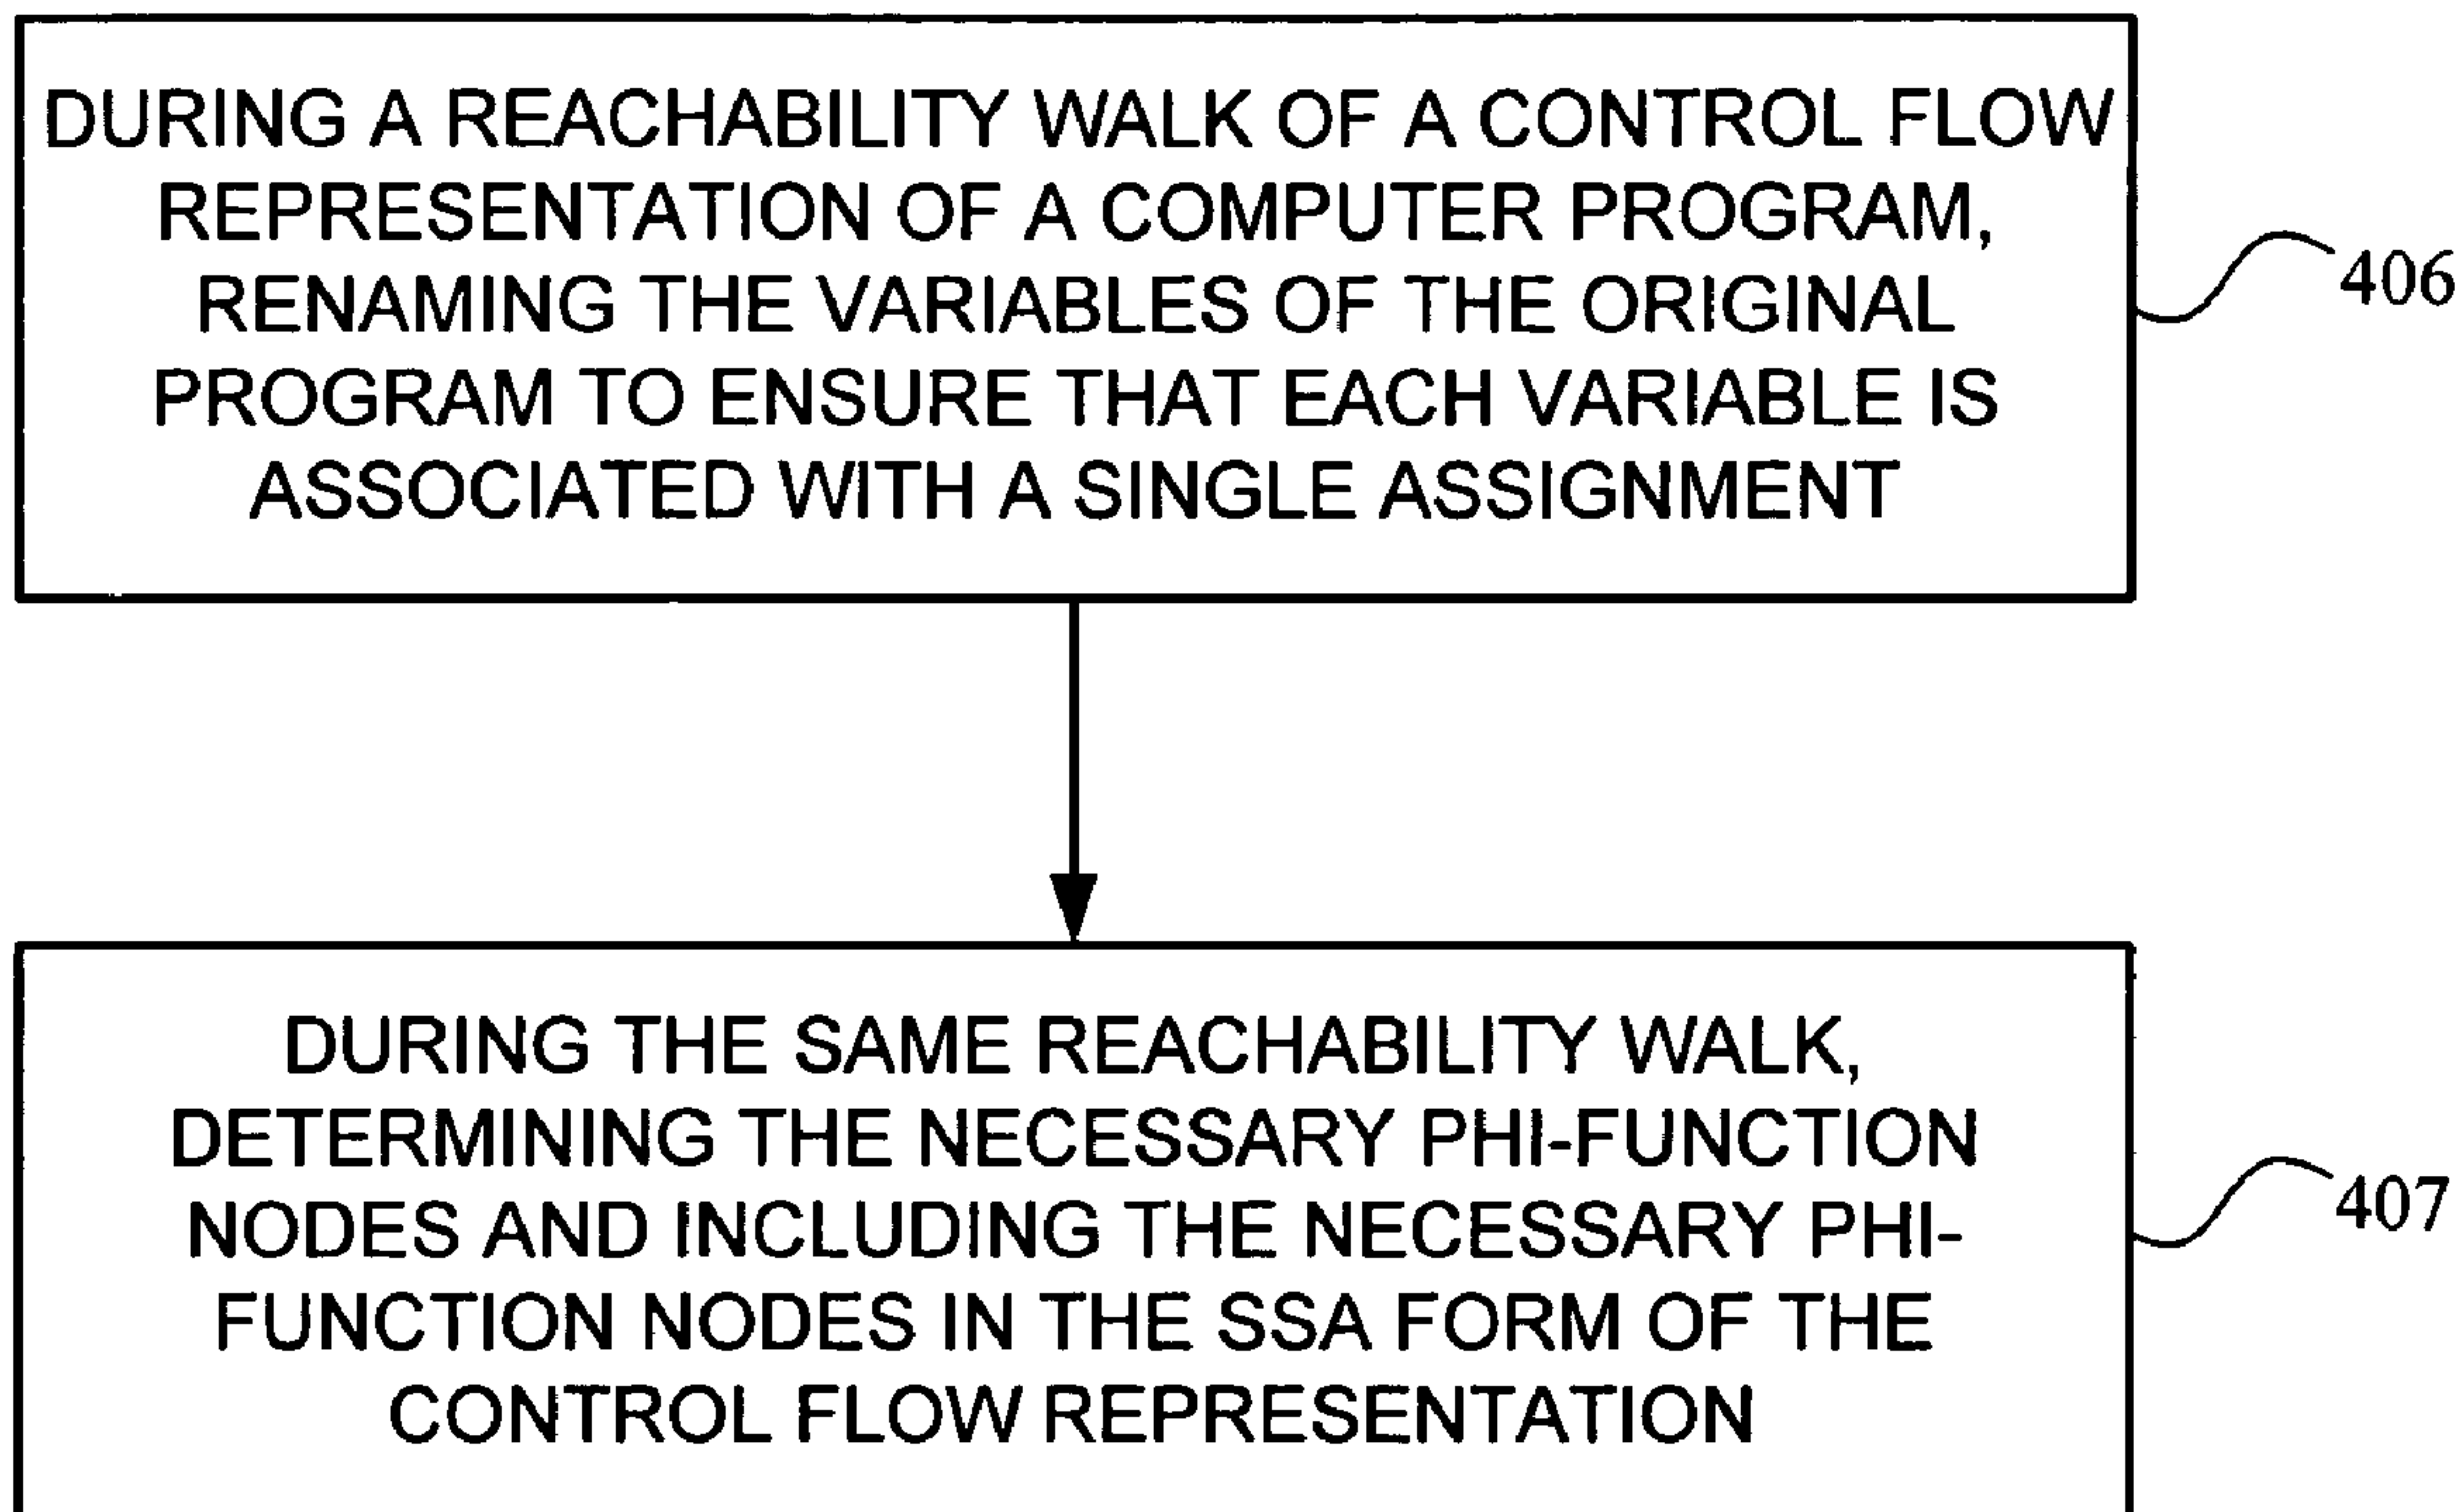 DURING A REACHABILITY WALK OF A CONTROL FLOW
REPRESENTATION OF A COMPUTER PROGRAM,
RENAMING THE VARIABLES OF THE ORIGINAL
PROGRAM TO ENSURE THAT EACH VARIABLE IS
ASSOCIATED WITH A SINGLE ASSIGNMENT
406
DURING THE SAME REACHABILITY WALK,
DETERMINING THE NECESSARY PHI-FUNCTION
NODES AND INCLUDING THE NECESSARY PHI-
FUNCTION NODES IN THE SSA FORM OF THE
CONTROL FLOW REPRESENTATION
407